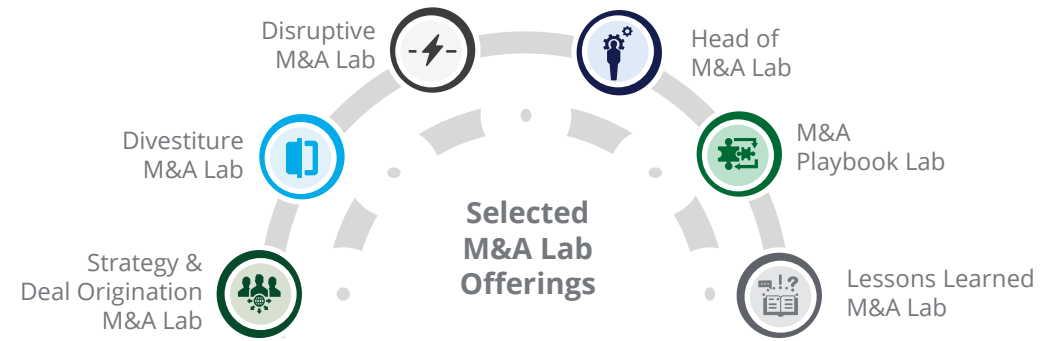 Disruptive
M&A Lab
Head of
M&A Lab
Divestiture
M&A Lab
M&A
Playbook Lab
Selected
M&A Lab
Offerings
Strategy &
Deal Origination
M&A Lab
Lessons Learned
M&A Lab